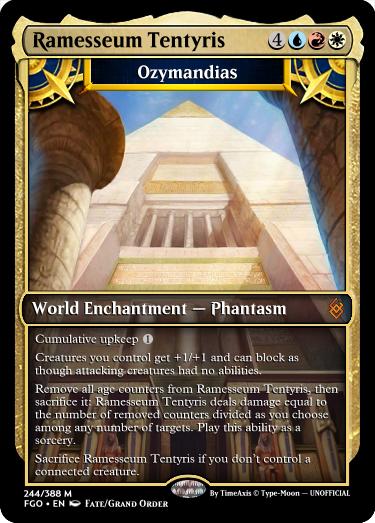 Ramesseum Tentyris 4
Ozymandias
World Enchantment — Phantasm
Cumulative upkeep 1
Creatures you control get +1/+1 and can block as
though attacking creatures had no abilities.
Remove all age counters from Ramesseum Tentyris, then
sacrifice it: Ramesseum Tentyris deals damage equal to
the number of removed counters divided as you choose
among any number of targets. Play this ability as a
sorcery.
Sacrifice Ramesseum Tentyris if you don't control a
connected creature.
244/388 M
FGO • EN Fate/Grand Order
By TimeAxis © Type-Moon — UNOFFICIAL